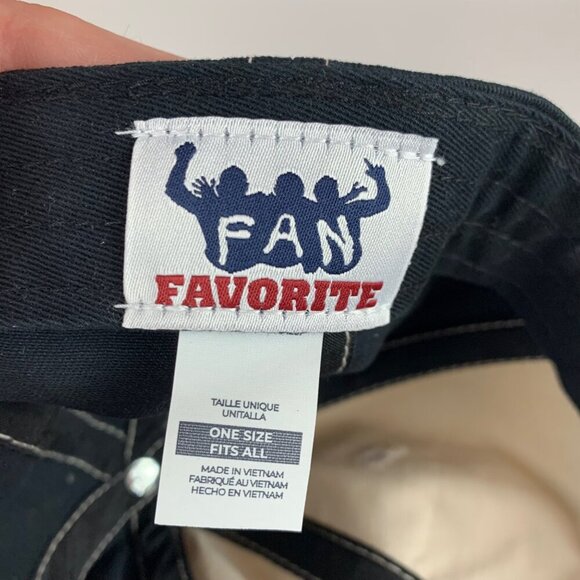 FAN
FAVORITE
TAILLE UNIQUE
UNITALLA
ONE SIZE
FITS ALL
MADE IN VIETNAM
FABRIQUÉ AU VIETNAM
HECHO EN VIETNAM